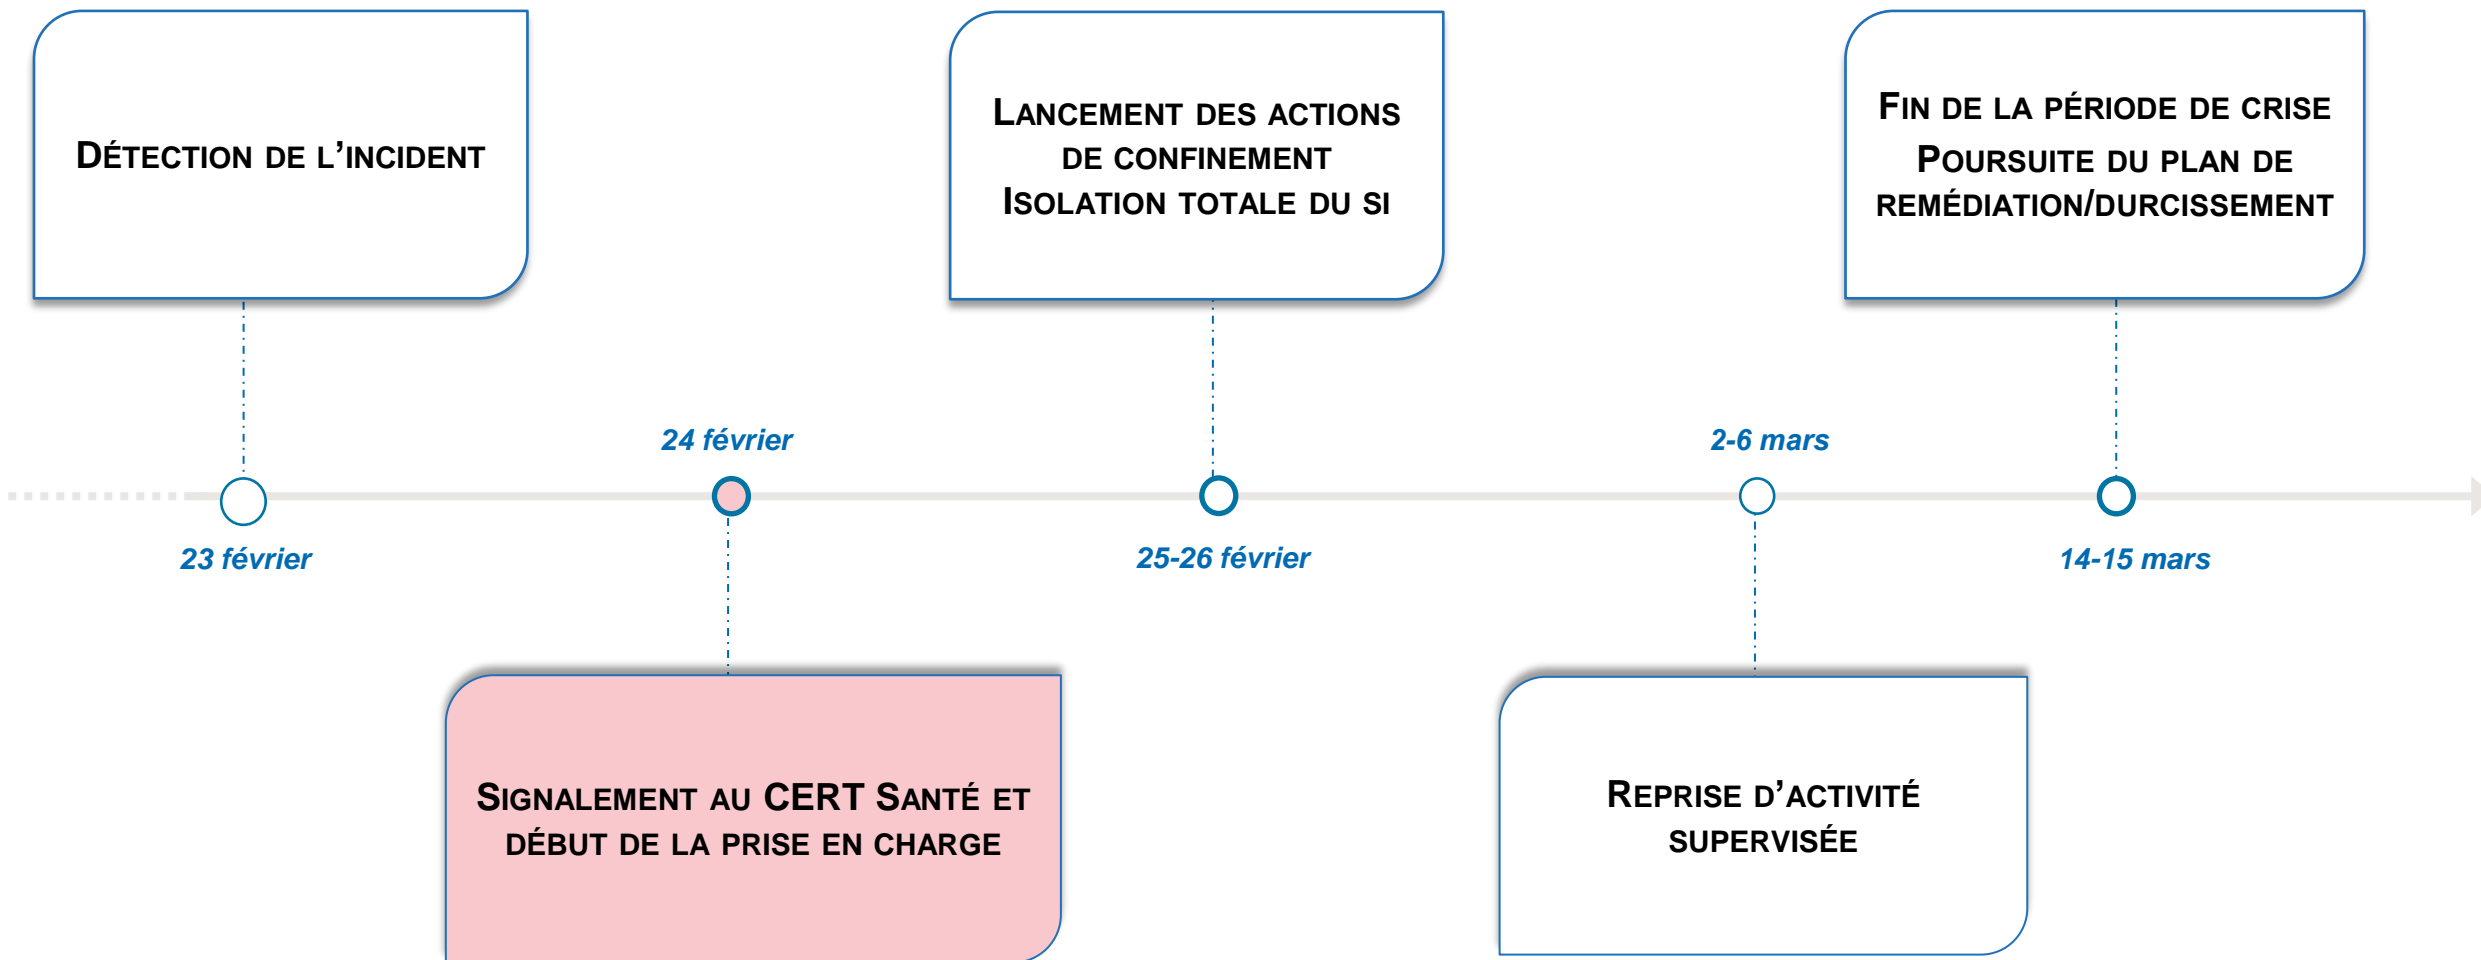 Détection de l’incident
23 février
24 février
Signalement au CERT Santé et
début de la prise en charge
Lancement des actions
de confinement
Isolation totale du si
25-26 février
2-6 mars
Reprise d’activité
supervisée
Fin de la période de crise
Poursuite du plan de
remédiation/durcissement
14-15 mars